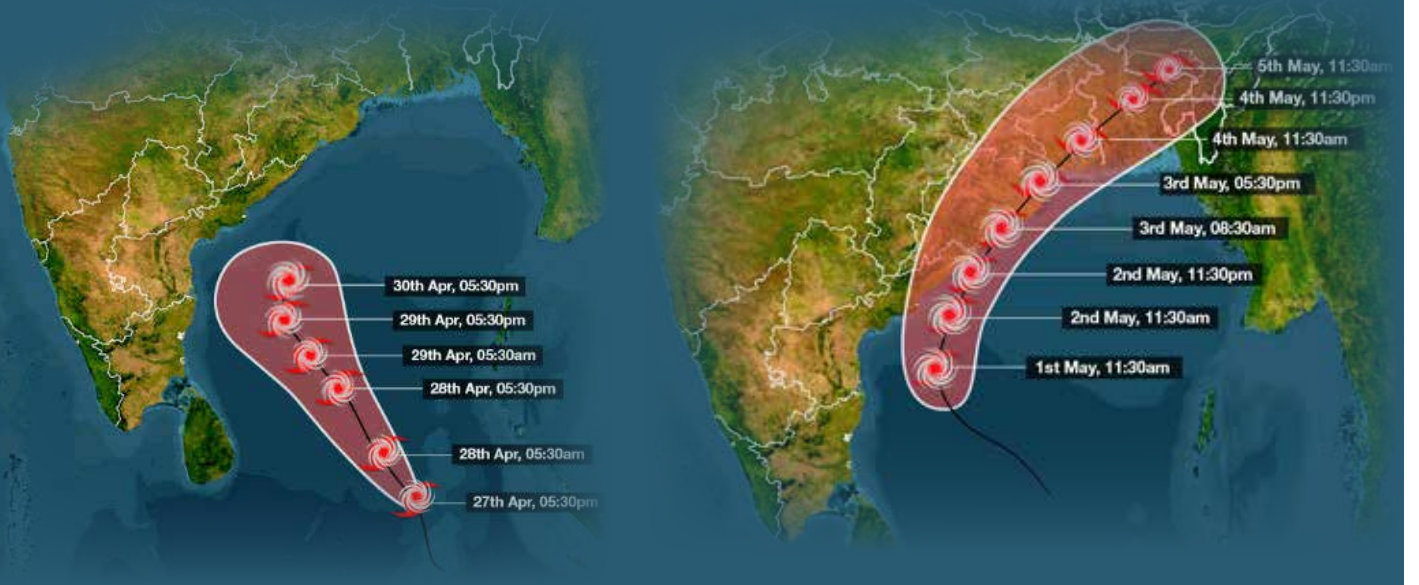 30th Apr, 05:30pm
29th Apr, 05:30pm
29th Apr, 05:30am
28th Apr, 05:30pm
28th Apr, 05:30am
27th Apr, 05:30pm
5th May, 11:30am
4th May, 11:30pm
4th May, 11:30am
3rd May, 05:30pm
3rd May, 08:30am
2nd May, 11:30pm
2nd May, 11:30am
1st May, 11:30am